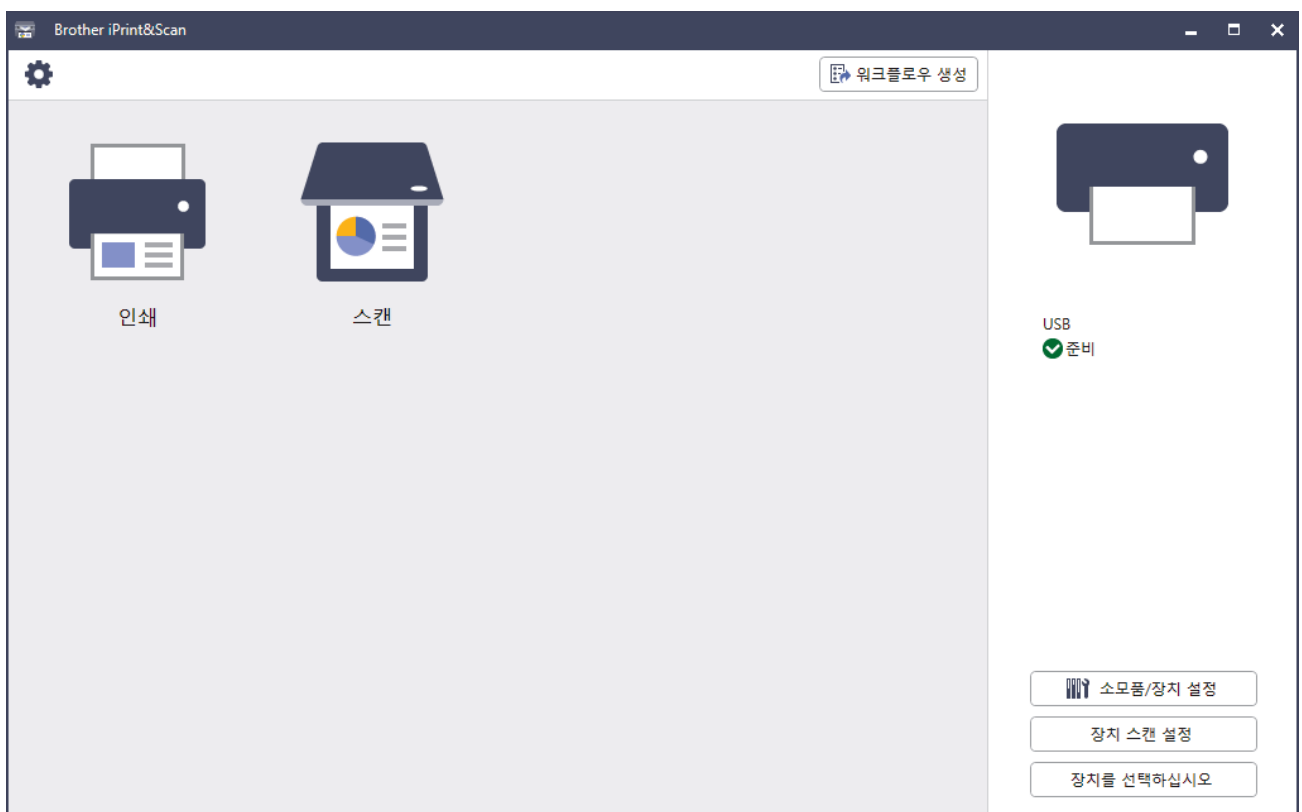 Brother iPrint&Scan
워크플로우 생성
인쇄
스캔
USB
준비
소모품/장치 설정
장치 스캔 설정
장치를 선택하십시오